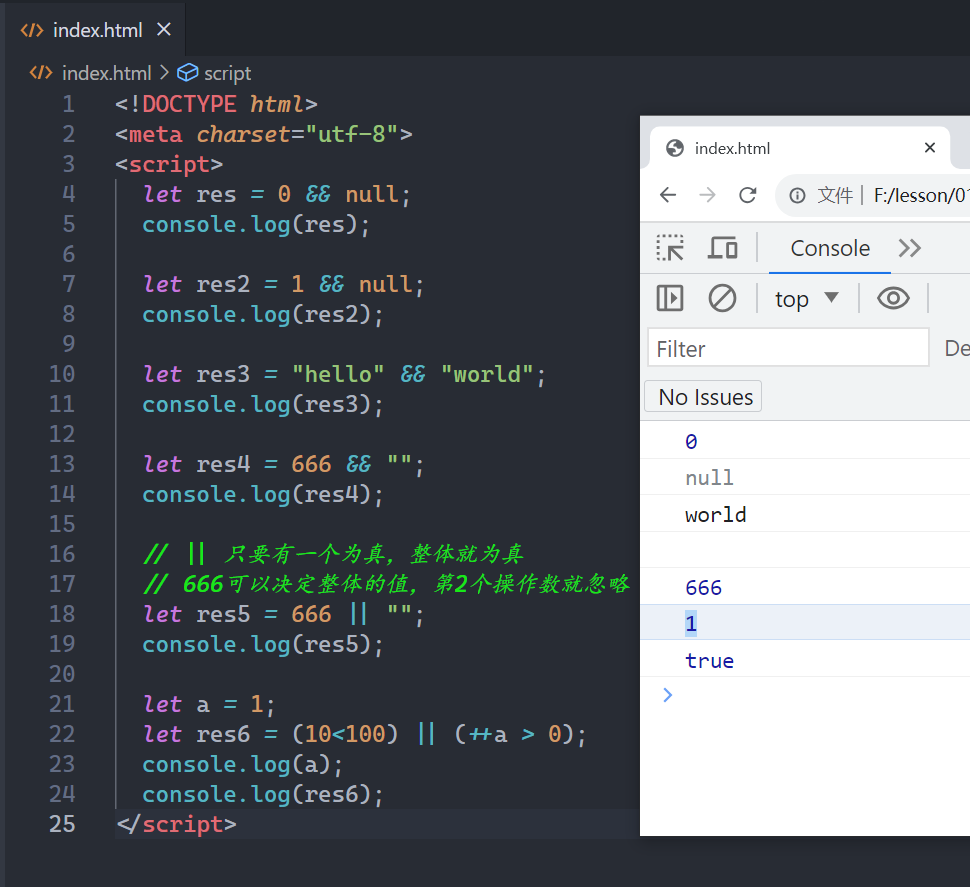 index.html
index.html > script
1 <!DOCTYPE html>
2 <meta charset="utf-8">
3 <script>
4 let res = 0 && null;
5 console.log(res);
6
7 let res2 = 1 && null;
8 console.log(res2);
9
10 let res3 = "hello" && "world";
11 console.log(res3);
12
13 let res4 = 666 && "";
14 console.log(res4);
15
16 // || 只要有一个为真，整体就为真
17 // 666可以决定整体的值，第2个操作数就忽略
18 let res5 = 666 || "";
19 console.log(res5);
20
21 let a = 1;
22 let res6 = (10<100) || (++a > 0);
23 console.log(a);
24 console.log(res6);
25 </script>
index.html
文件 | F:/lesson/01
Console
top
Filter
De
No Issues
0
null
world
666
1
true